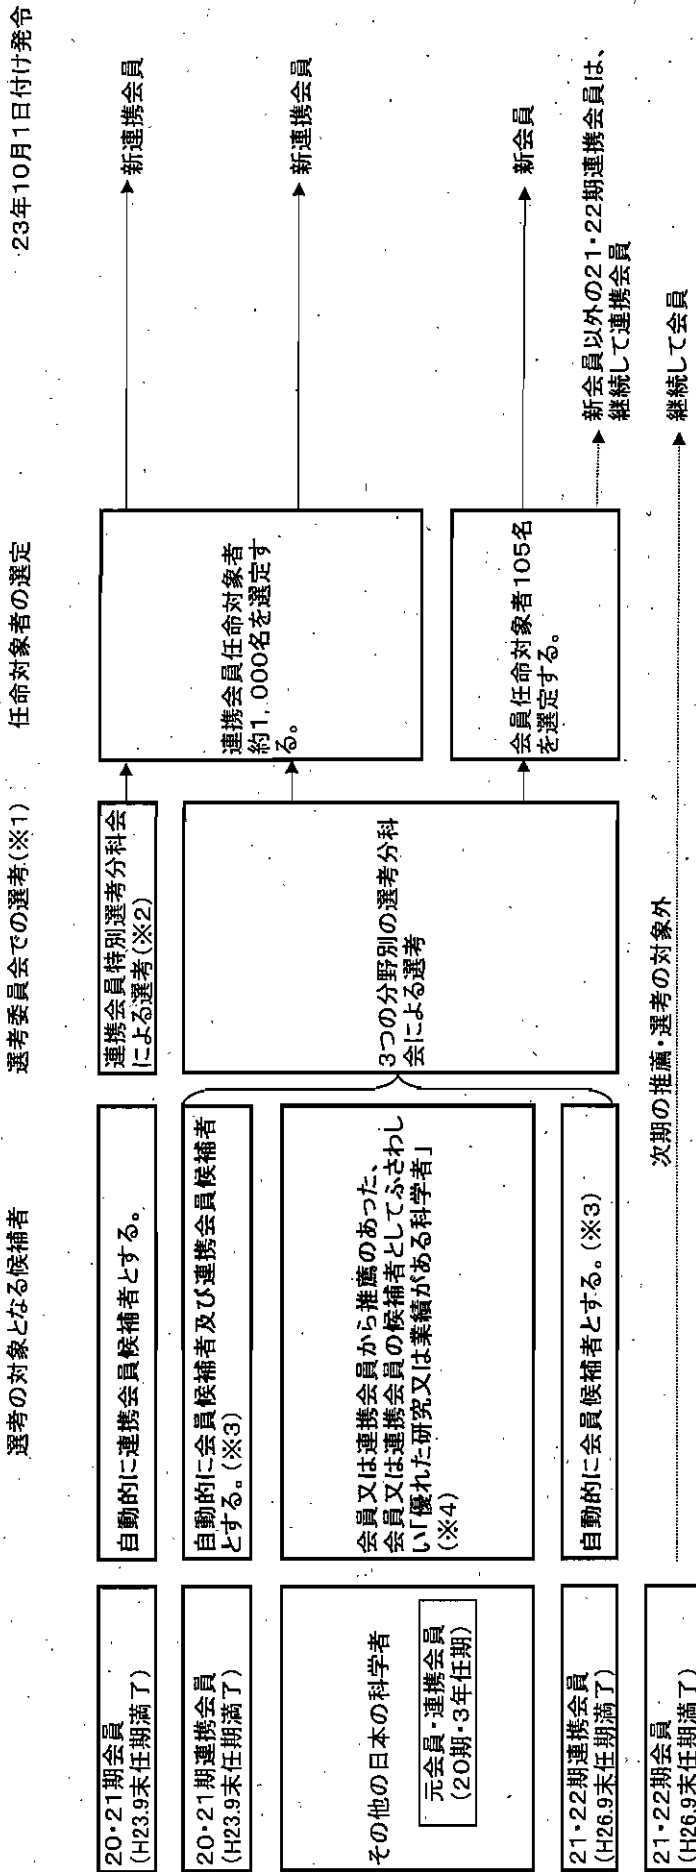 選考の対象となる候補者
選考委員会での選考(※1)
任命対象者の選定
23年10月1日付け発令
20・21期会員
(H23.9末任期満了)
自動的に連携会員候補者とする。
連携会員特別選考分科会
による選考(※2)
連携会員任命対象者
約1,000名を選定す
る。
新連携会員
20・21期連携会員
(H23.9末任期満了)
自動的に会員候補者及び連携会員候補者
とする。(※3)
3つの分野別の選考分科
会による選考
新連携会員
その他の日本の科学者
元会員・連携会員
(20期・3年任期)
会員又は連携会員から推薦のあった、
会員又は連携会員の候補者としてふさわし
い「優れた研究又は業績がある科学者」
(※4)
会員任命対象者105名
を選定する。
新会員
21・22期連携会員
(H26.9末任期満了)
自動的に会員候補者とする。(※3)
新会員以外の21・22期連携会員は、
継続して連携会員
21・22期会員
(H26.9末任期満了)
次期の推薦・選考の対象外
継続して会員